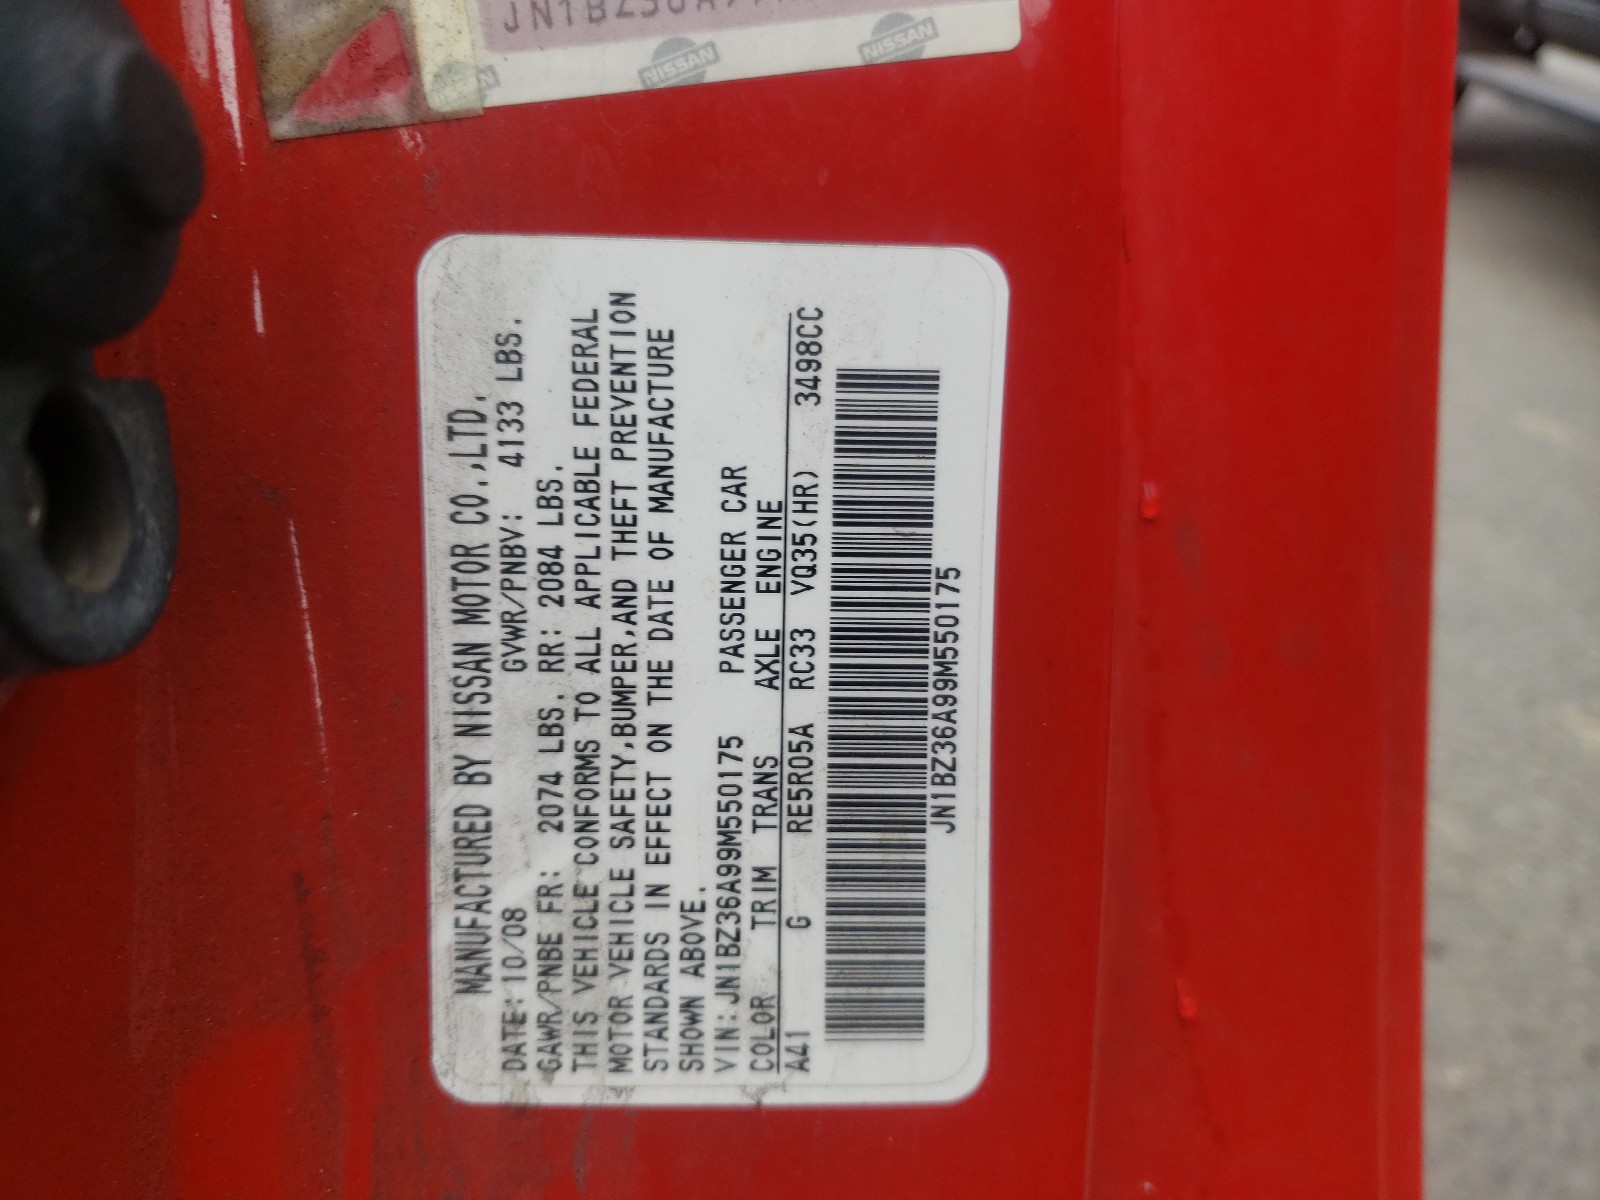 NISSAN
NISSAN
MANUFACTURED BY NISSAN MOTOR CO.,LTD.
DATE:10/08 GVWR/PNBV: 4133 LBS.
GAWR/PNBE FR: 2074 LBS. RR: 2084 LBS.
THIS VEHICLE CONFORMS TO ALL APPLICABLE FEDERAL
MOTOR VEHICLE SAFETY,BUMPER,AND THEFT PREVENTION
STANDARDS IN EFFECT ON THE DATE OF MANUFACTURE
SHOWN ABOVE.
VIN:JN1BZ36A99M550175 PASSENGER CAR
COLOR TRIM TRANS AXLE ENGINE
A41 G RE5R05A RC33 VQ35(HR) 3498CC
JN1BZ36A99M550175